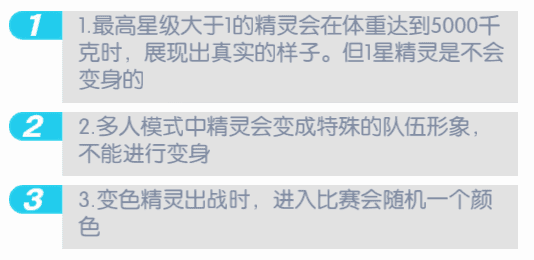 1
1.最高星级大于1的精灵会在体重达到5000千
克时，展现出真实的样子。但1星精灵是不会
变身的
2
2.多人模式中精灵会变成特殊的队伍形象，
不能进行变身
3
3.变色精灵出战时，进入比赛会随机一个颜
色